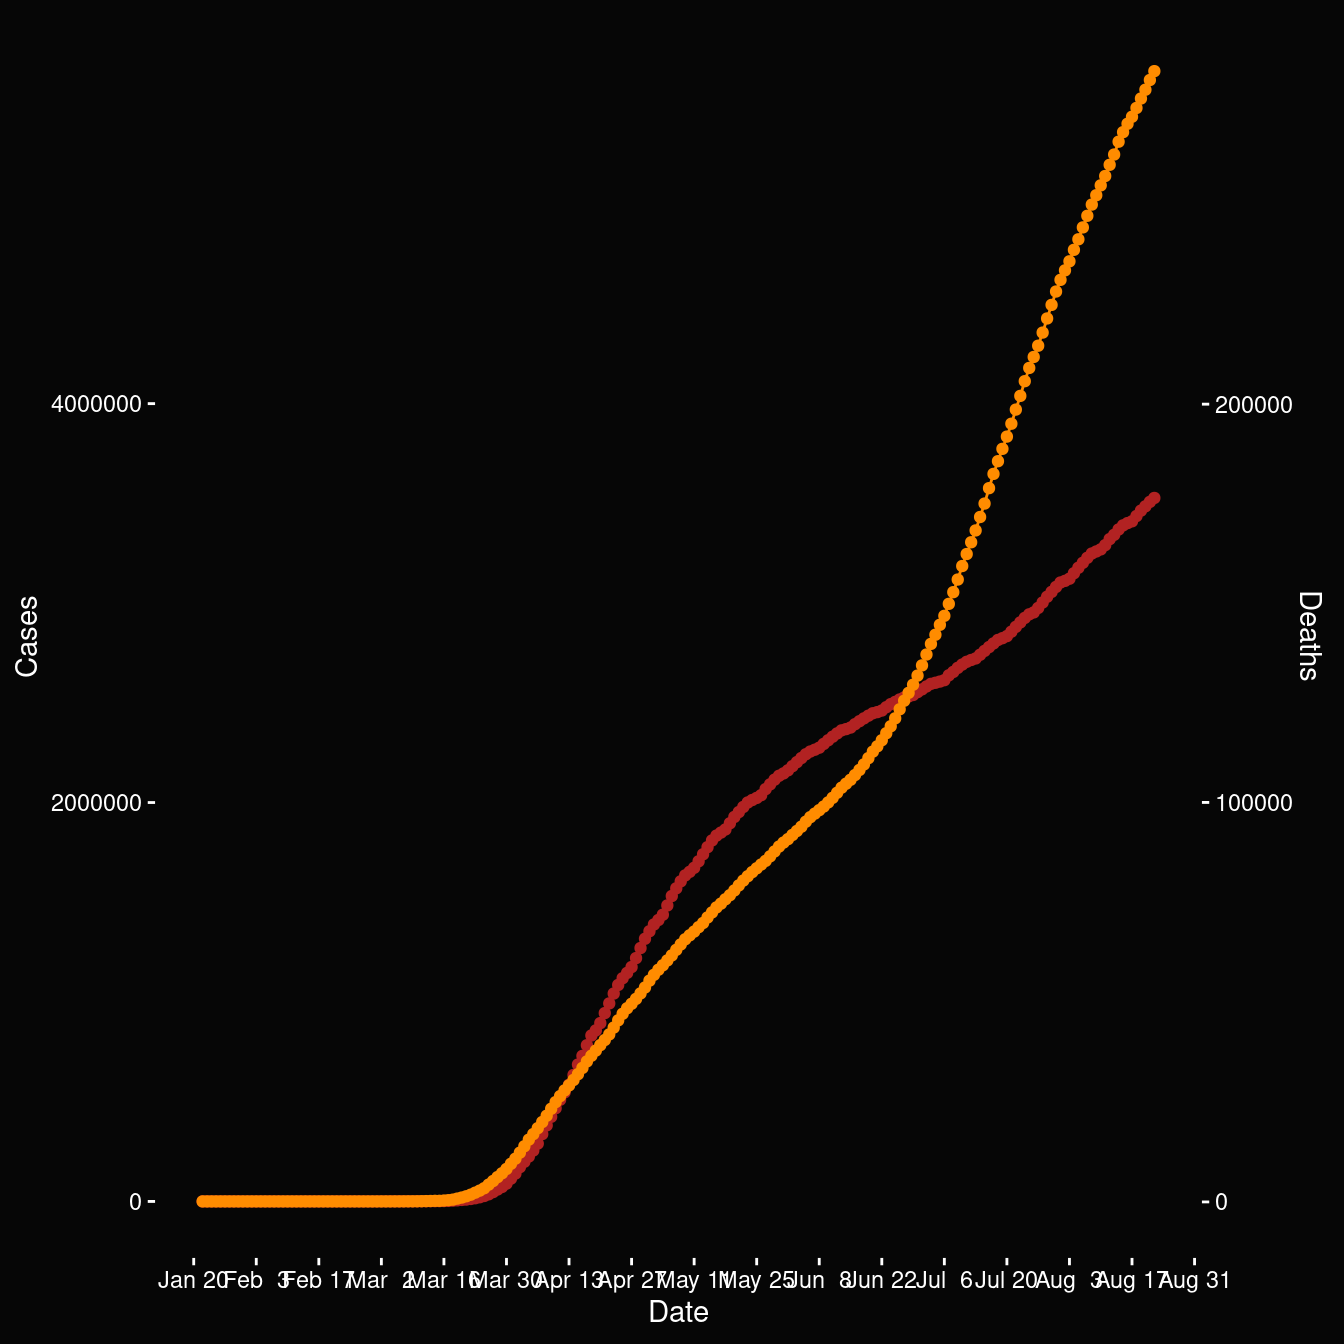 4000000
200000
Cases
Deaths
2000000
100000
0
0
Jan 20 Feb 3 Feb 17 Mar 2 Mar 16 Mar 30 Apr 13 Apr 27 May 11 May 25 Jun 8 Jun 22 Jul 6 Jul 20 Aug 3 Aug 17 Aug 31
Date